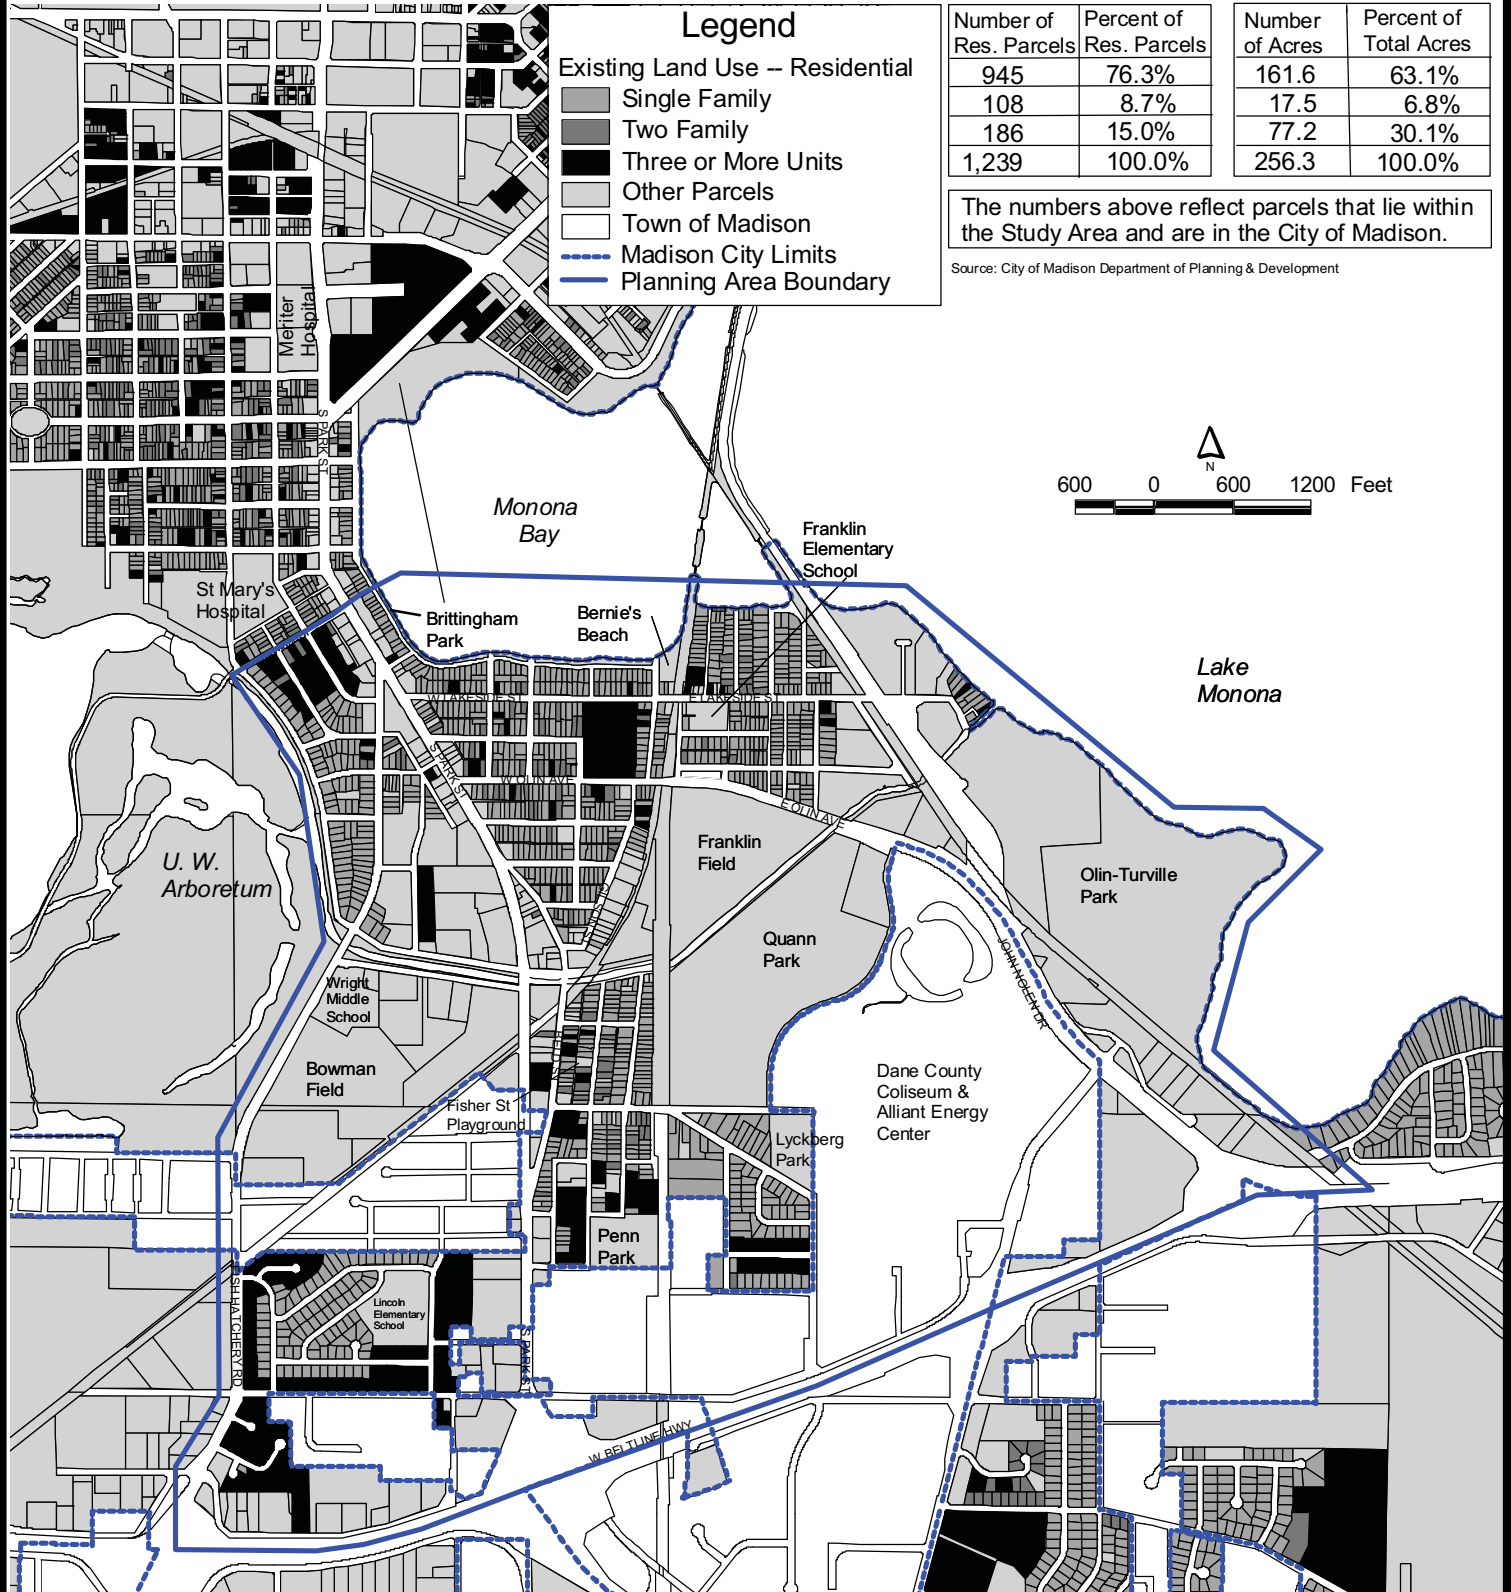 Legend
Existing Land Use -- Residential
Single Family
Two Family
Three or More Units
Other Parcels
Town of Madison
Madison City Limits
Planning Area Boundary
Number of Percent of
Res. Parcels Res. Parcels
945 76.3%
108 8.7%
186 15.0%
1,239 100.0%
Number Percent of
of Acres Total Acres
161.6 63.1%
17.5 6.8%
77.2 30.1%
256.3 100.0%
The numbers above reflect parcels that lie within
the Study Area and are in the City of Madison.
Source: City of Madison Department of Planning & Development
N
600 0 600 1200 Feet
Meriter
Hospital
S PARK ST
Monona
Bay
Franklin
Elementary
School
St Mary's
Hospital
Brittingham
Park
Bernie's
Beach
Lake
Monona
W LAKESIDE ST
E LAKESIDE ST
S PARK ST
W OLIN AVE
E OLIN AVE
U. W.
Arboretum
Franklin
Field
Olin-Turville
Park
Quann
Park
JOHN NOLEN DR
Wright
Middle
School
Bowman
Field
Dane County
Coliseum &
Alliant Energy
Center
Fisher St
Playground
Lyckberg
Park
Penn
Park
Lincoln
Elementary
School
FISH HATCHERY RD
S PARK ST
W BELTLINE HWY